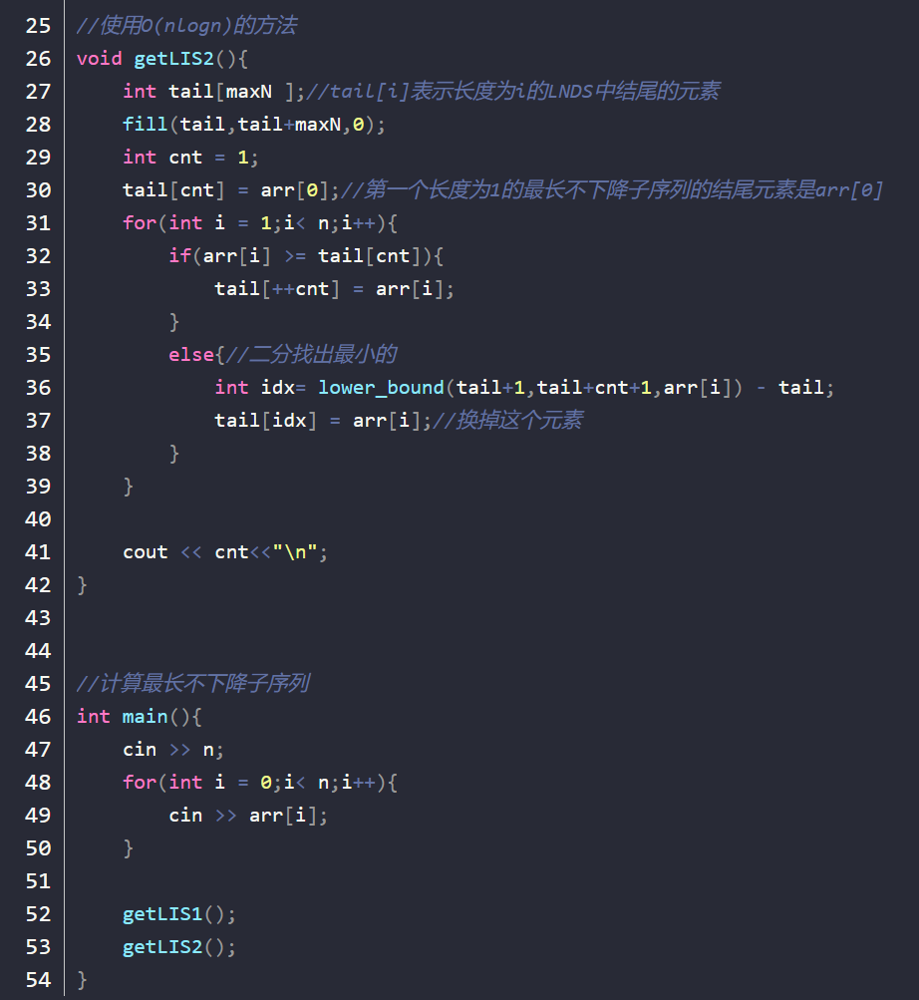 25 //使用O(nlogn)的方法
26 void getLIS2(){
27     int tail[maxN ];//tail[i]表示长度为i的LNDS中结尾的元素
28     fill(tail,tail+maxN,0);
29     int cnt = 1;
30     tail[cnt] = arr[0];//第一个长度为1的最长不下降子序列的结尾元素是arr[0]
31     for(int i = 1;i< n;i++){
32         if(arr[i] >= tail[cnt]){
33             tail[++cnt] = arr[i];
34         }
35         else{//二分找出最小的
36             int idx= lower_bound(tail+1,tail+cnt+1,arr[i]) - tail;
37             tail[idx] = arr[i];//换掉这个元素
38         }
39     }
40
41     cout << cnt<<"\n";
42 }
43
44
45 //计算最长不下降子序列
46 int main(){
47     cin >> n;
48     for(int i = 0;i< n;i++){
49         cin >> arr[i];
50     }
51
52     getLIS1();
53     getLIS2();
54 }